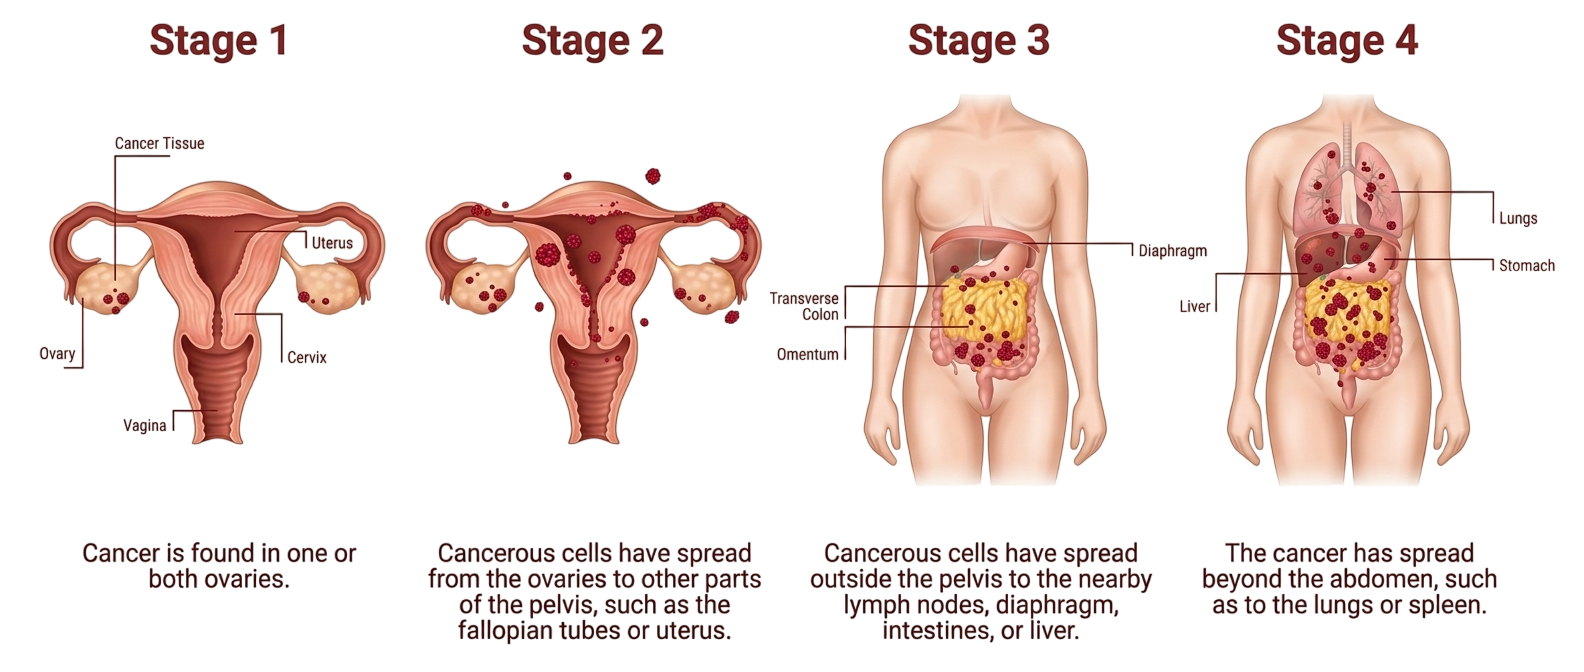 Stage 1
Cancer Tissue
Uterus
Ovary
Cervix
Vagina
Cancer is found in one or
both ovaries.
Stage 2
Cancerous cells have spread
from the ovaries to other parts
of the pelvis, such as the
fallopian tubes or uterus.
Stage 3
Diaphragm
Transverse
Colon
Omentum
Cancerous cells have spread
outside the pelvis to the nearby
lymph nodes, diaphragm,
intestines, or liver.
Stage 4
Lungs
Stomach
Liver
The cancer has spread
beyond the abdomen, such
as to the lungs or spleen.